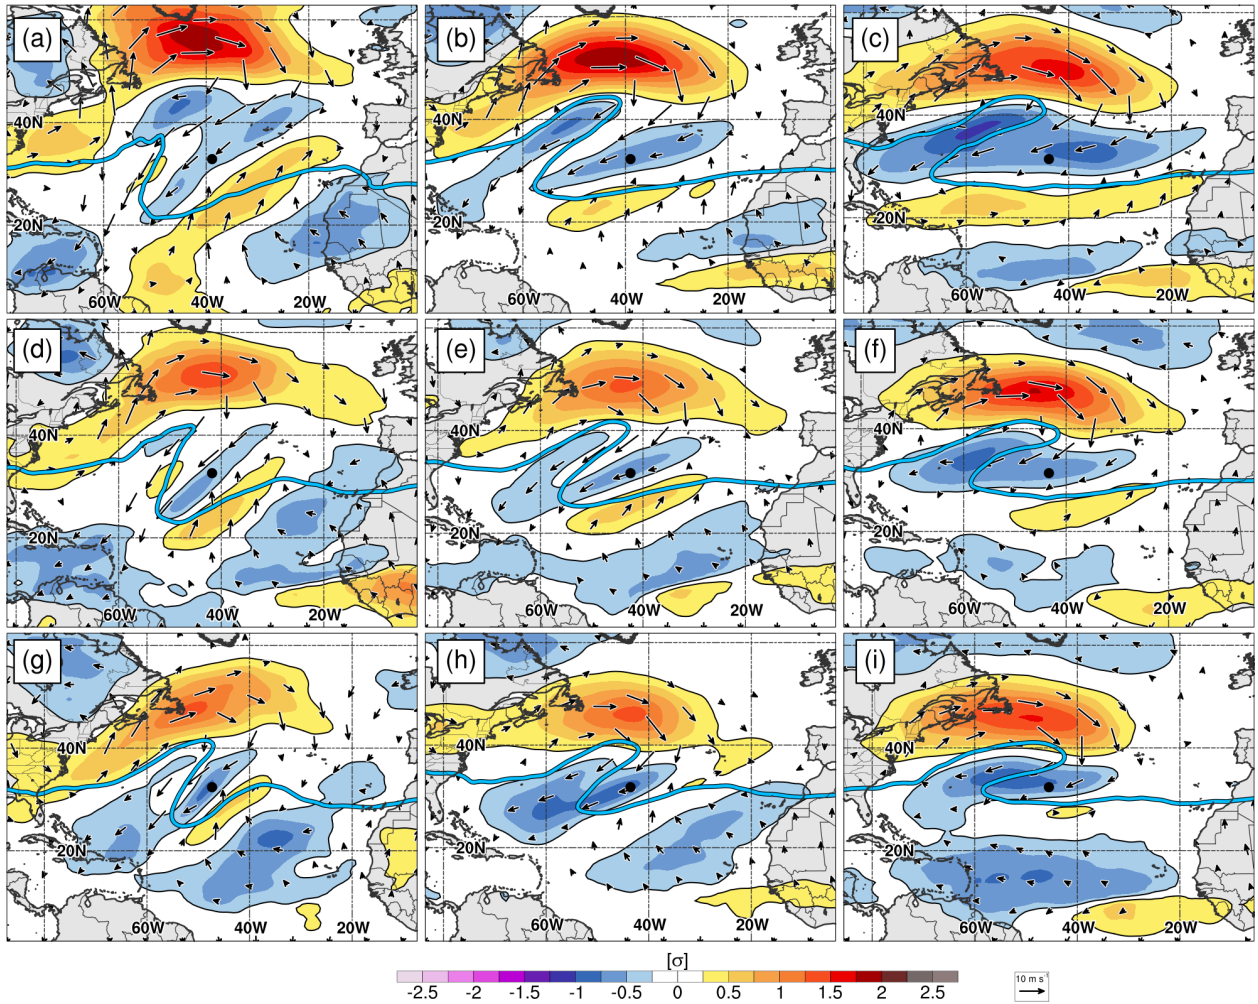 (a) (b) (c)
40N 40N 40N
20N 20N 20N
60W 40W 20W 60W 40W 20W 60W 40W 20W
(d) (e) (f)
40N 40N 40N
20N 20N 20N
60W 40W 20W 60W 40W 20W 60W 40W 20W
(g) (h) (i)
40N 40N 40N
20N 20N 20N
60W 40W 20W 60W 40W 20W 60W 40W 20W
[σ]
-2.5 -2 -1.5 -1 -0.5 0 0.5 1 1.5 2 2.5
10 m s⁻¹